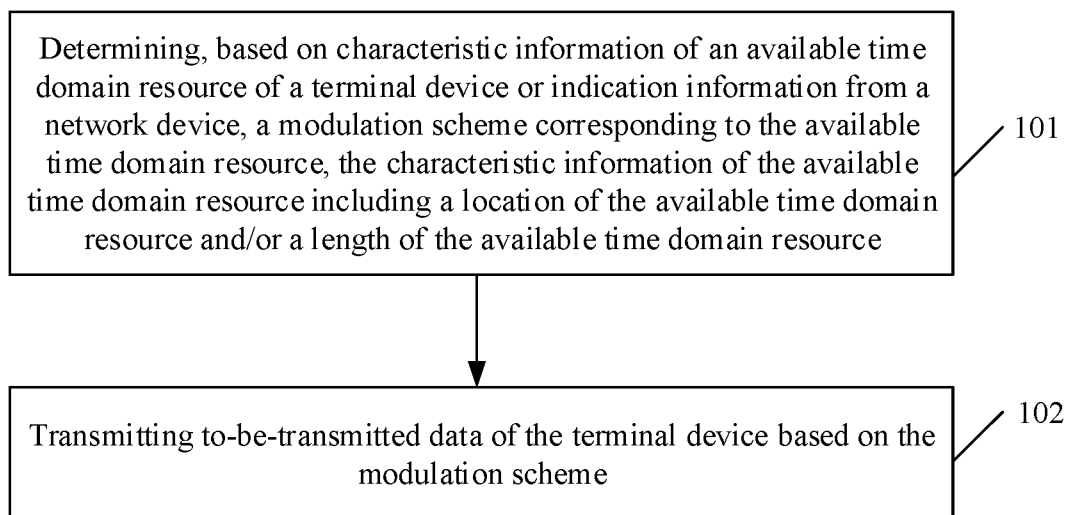 Determining, based on characteristic information of an available time
domain resource of a terminal device or indication information from a
network device, a modulation scheme corresponding to the available
time domain resource, the characteristic information of the available
time domain resource including a location of the available time domain
resource and/or a length of the available time domain resource
101
Transmitting to-be-transmitted data of the terminal device based on the
modulation scheme
102